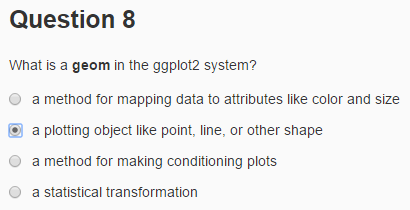 Question 8
What is a geom in the ggplot2 system?
a method for mapping data to attributes like color and size
a plotting object like point, line, or other shape
a method for making conditioning plots
a statistical transformation